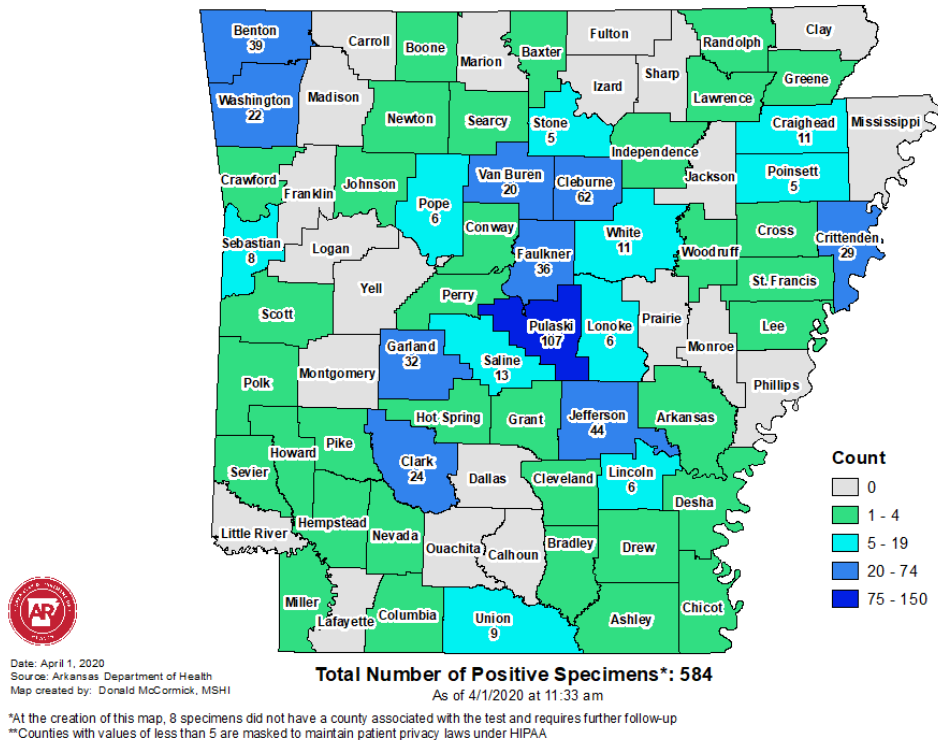 Benton
39
Carroll
Boone
Marion
Baxter
Fulton
Randolph
Clay
Washington
22
Madison
Newton
Searcy
Stone
5
Izard
Sharp
Lawrence
Greene
Craighead
11
Mississippi
Independence
Jackson
Poinsett
5
Crawford
Franklin
Johnson
Pope
6
Van Buren
20
Cleburne
62
Conway
White
11
Woodruff
Cross
Crittenden
29
Sebastian
8
Logan
Faulkner
36
St. Francis
Yell
Perry
Scott
Pulaski
107
Lonoke
6
Prairie
Monroe
Lee
Phillips
Garland
32
Saline
13
Montgomery
Polk
Hot Spring
Grant
Jefferson
44
Arkansas
Pike
Howard
Sevier
Clark
24
Dallas
Cleveland
Lincoln
6
Desha
Little River
Hempstead
Nevada
Ouachita
Calhoun
Bradley
Drew
Miller
Lafayette
Columbia
Union
9
Ashley
Chicot
Count
0
1 - 4
5 - 19
20 - 74
75 - 150
AR
Date: April 1, 2020
Source: Arkansas Department of Health
Map created by: Donald McCormick, MSHI
Total Number of Positive Specimens*: 584
As of 4/1/2020 at 11:33 am
*At the creation of this map, 8 specimens did not have a county associated with the test and requires further follow-up
**Counties with values of less than 5 are masked to maintain patient privacy laws under HIPAA